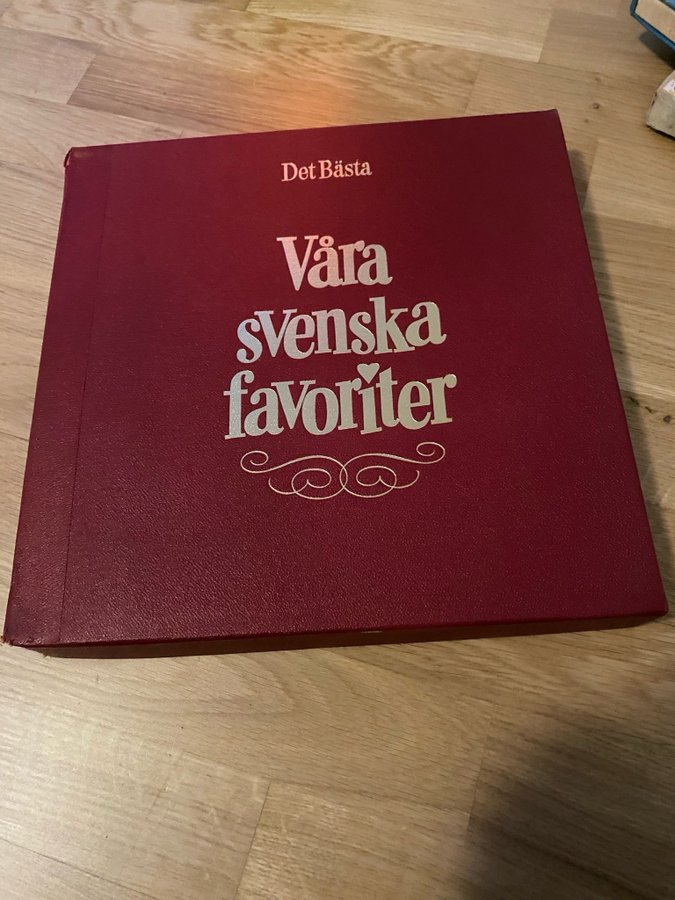 Det Bästa
Våra
svenska
favoriter